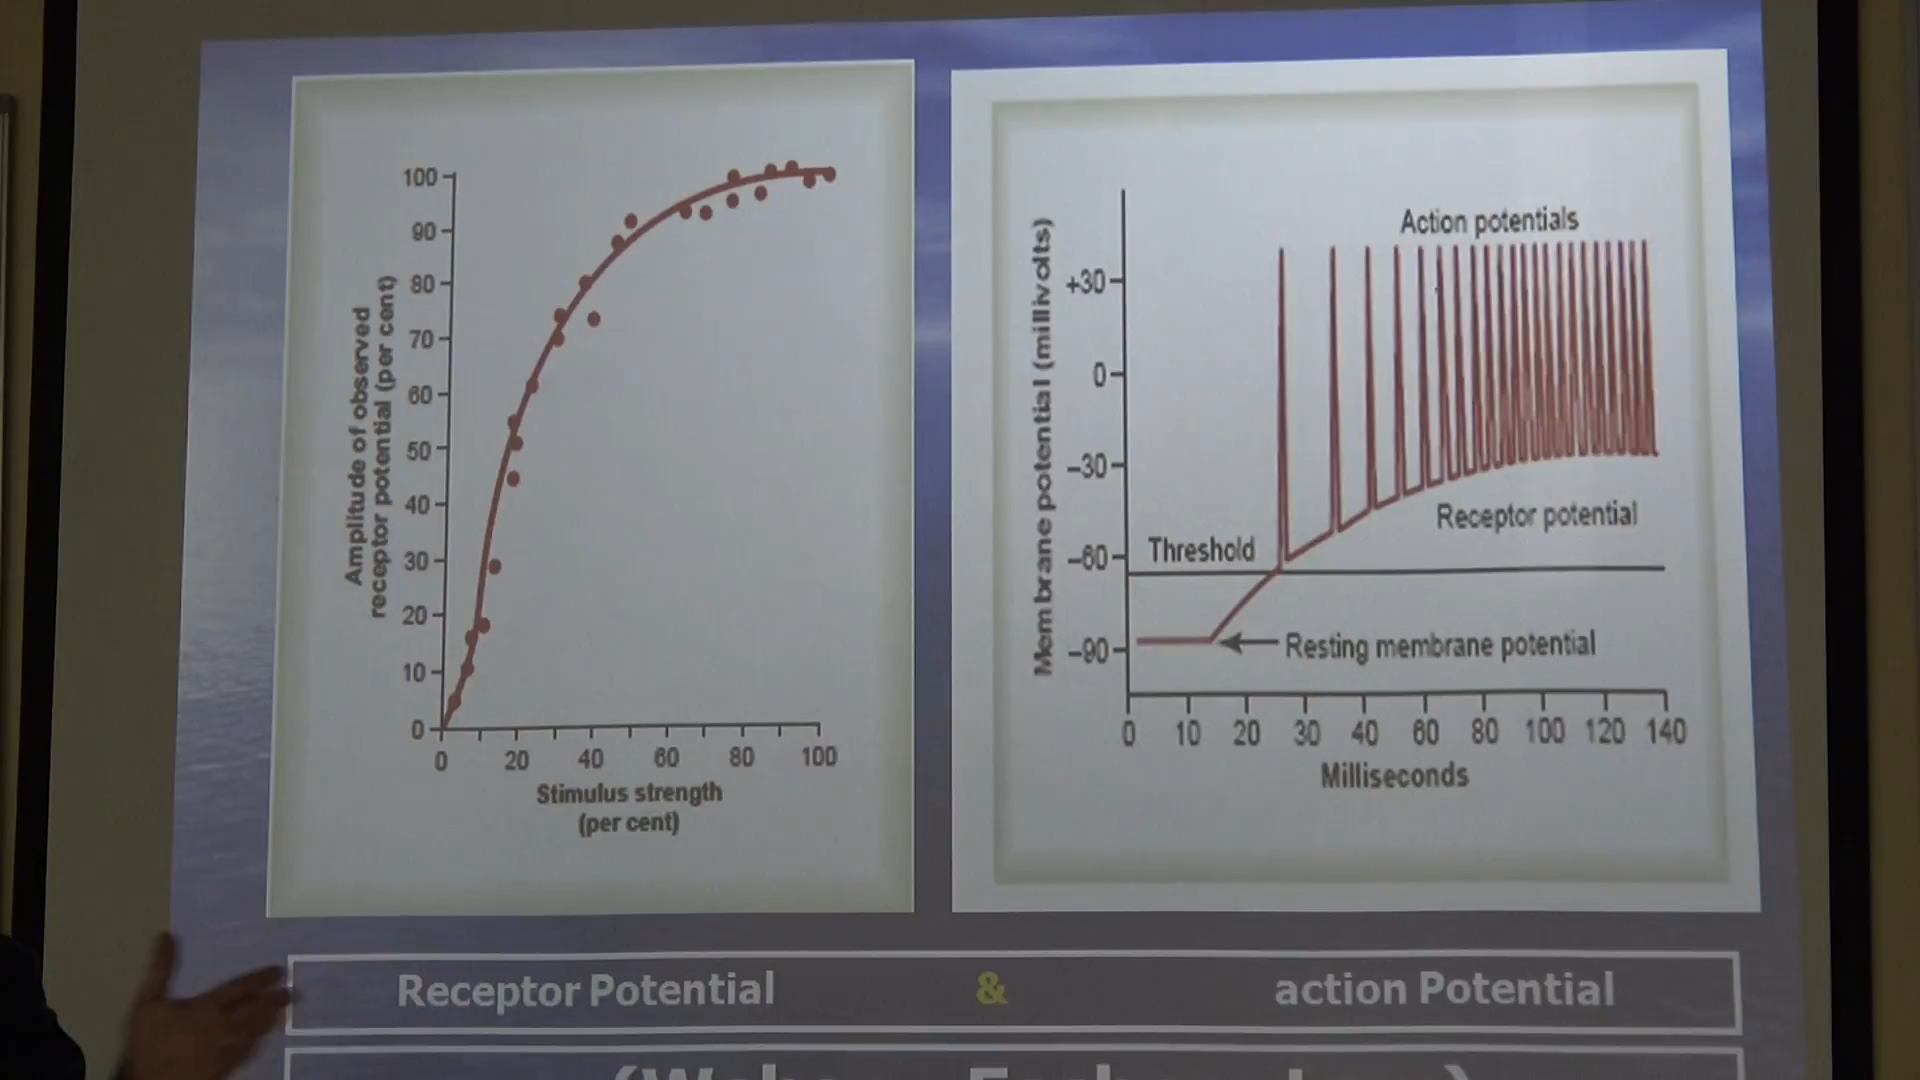 100
90
80
70
60
50
40
30
20
10
0
0 20 40 60 80 100
Amplitude of observed
receptor potential (per cent)
Stimulus strength
(per cent)
Membrane potential (millivolts)
+30
0
–30
–60
–90
Action potentials
Receptor potential
Threshold
Resting membrane potential
0 10 20 30 40 60 80 100 120 140
Milliseconds
Receptor Potential & action Potential